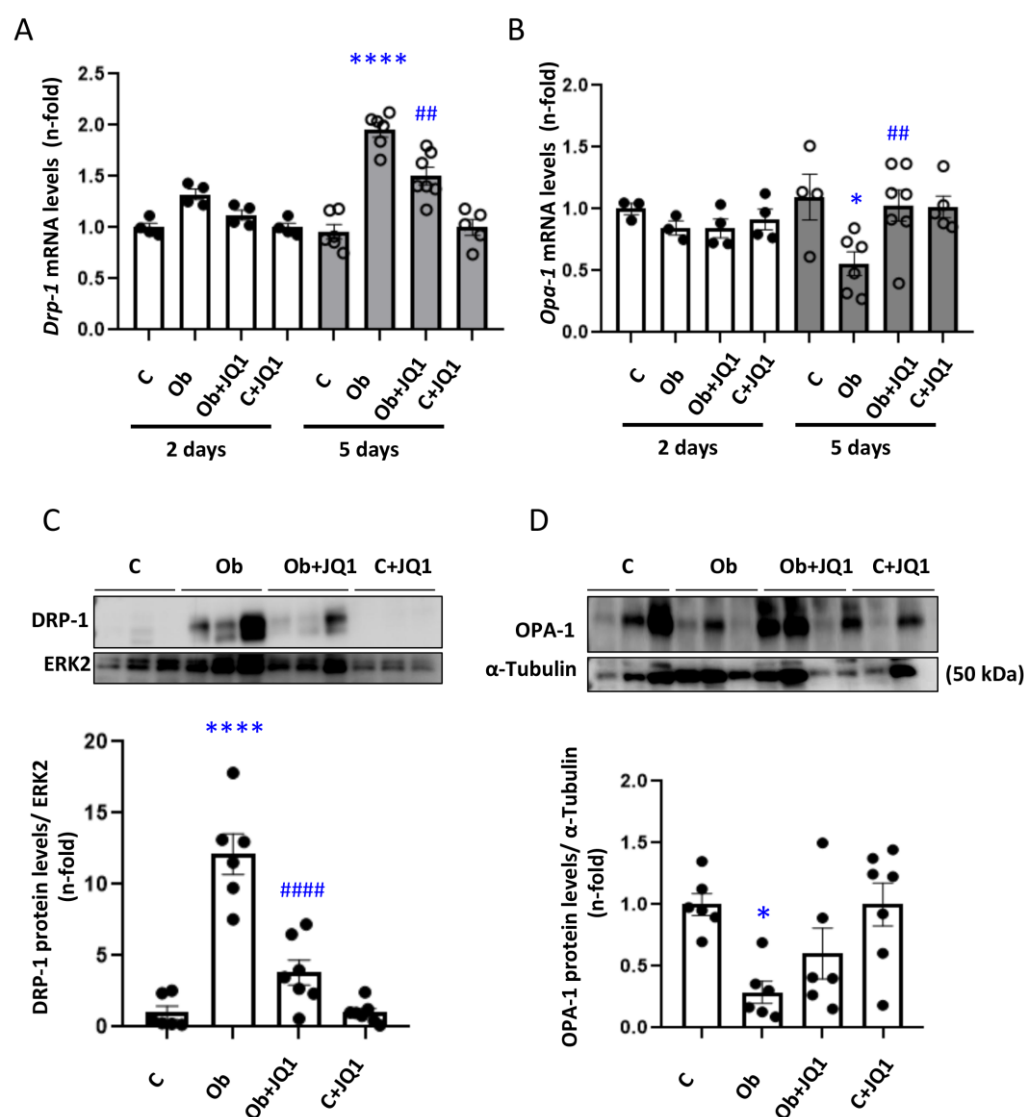 A
****
##
Drp-1 mRNA levels (n-fold)
2.5
2.0
1.5
1.0
0.5
0.0
C
Ob
Ob+JQ1
C+JQ1
C
Ob
Ob+JQ1
C+JQ1
2 days
5 days
B
##
*
Opa-1 mRNA levels (n-fold)
2.0
1.5
1.0
0.5
0.0
C
Ob
Ob+JQ1
C+JQ1
C
Ob
Ob+JQ1
C+JQ1
2 days
5 days
C
C Ob Ob+JQ1 C+JQ1
DRP-1
ERK2
****
####
DRP-1 protein levels/ ERK2
(n-fold)
20
15
10
5
0
C
Ob
Ob+JQ1
C+JQ1
D
C Ob Ob+JQ1 C+JQ1
OPA-1
α-Tubulin (50 kDa)
*
OPA-1 protein levels/ α-Tubulin
(n-fold)
2.0
1.5
1.0
0.5
0.0
C
Ob
Ob+JQ1
C+JQ1